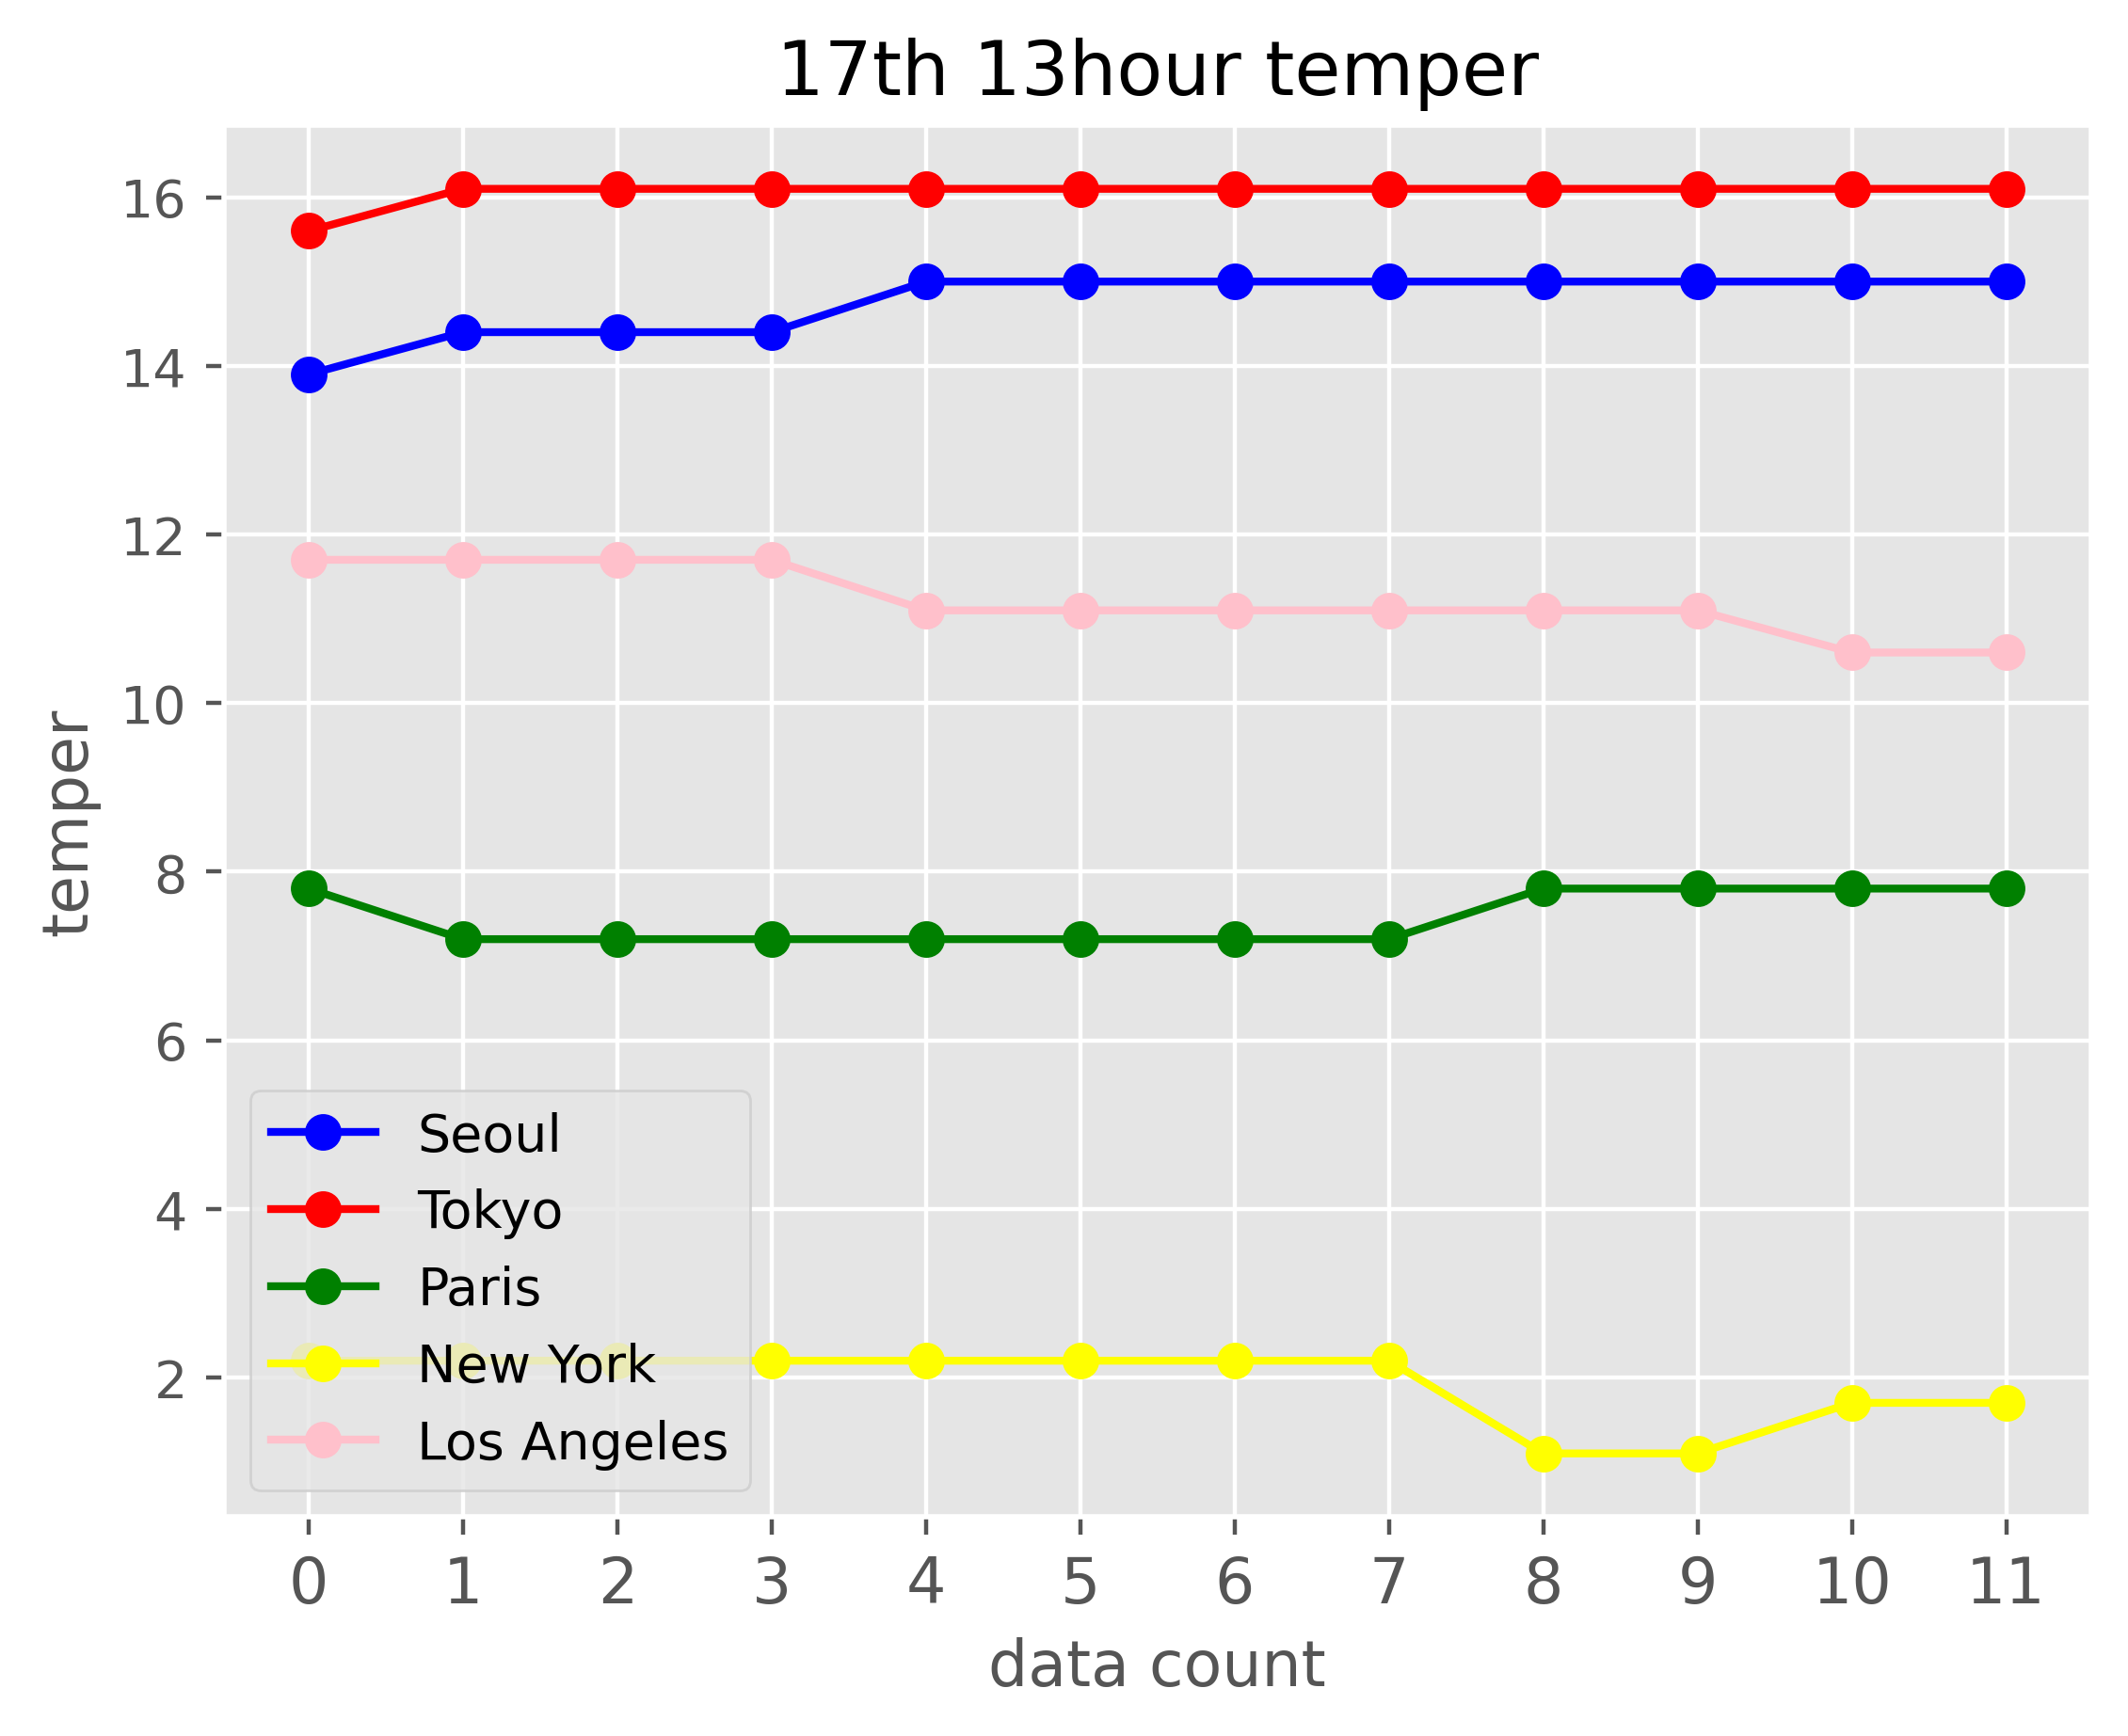 17th 13hour temper
temper
16
14
12
10
8
6
4
2
Seoul
Tokyo
Paris
New York
Los Angeles
0 1 2 3 4 5 6 7 8 9 10 11
data count